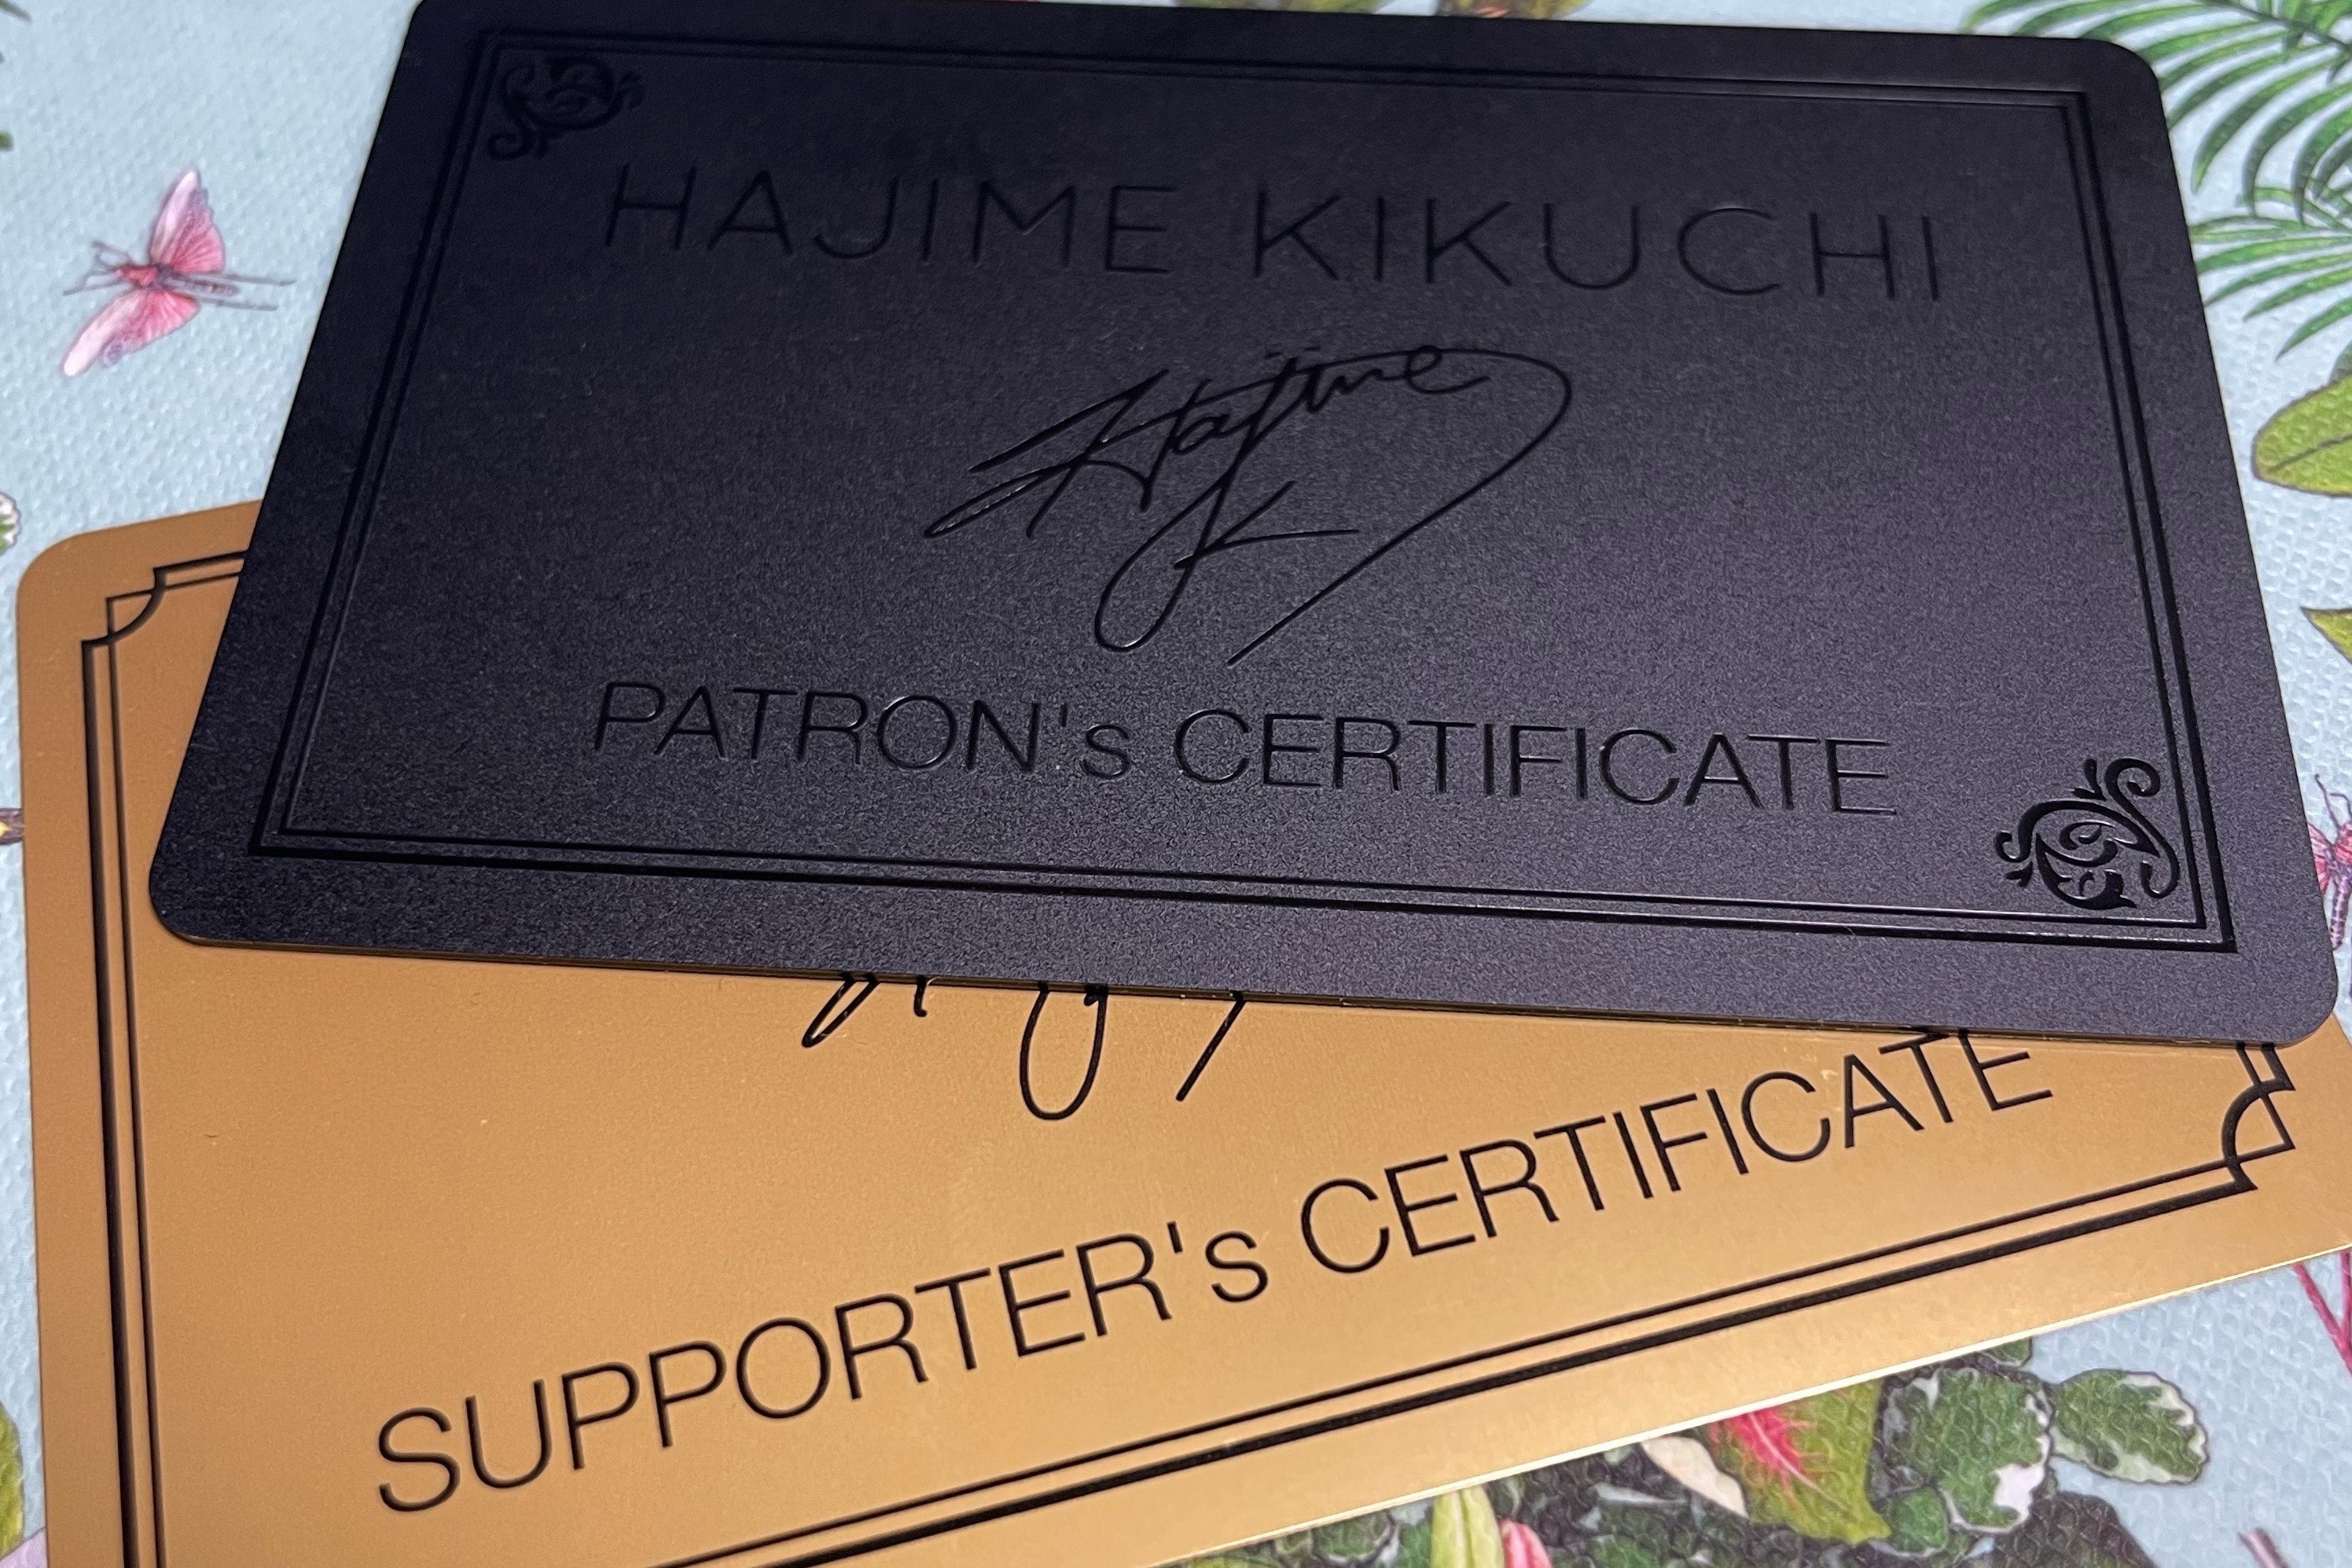 HAJIME KIKUCHI
Hajime K
PATRON's CERTIFICATE
SUPPORTER's CERTIFICATE